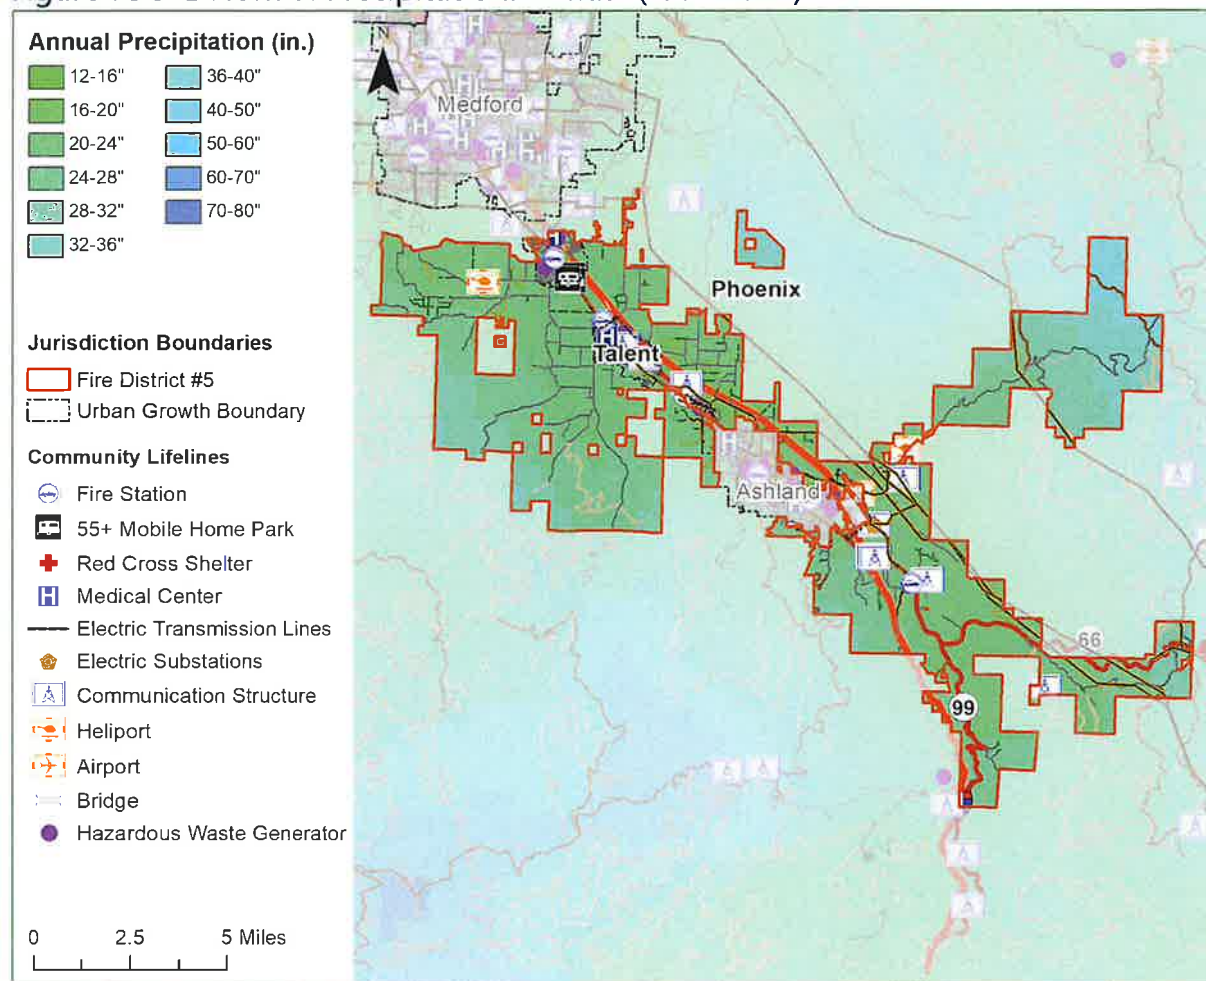 Annual Precipitation (in.)
12-16"
16-20"
20-24"
24-28"
28-32"
32-36"
36-40"
40-50"
50-60"
60-70"
70-80"
Jurisdiction Boundaries
Fire District #5
Urban Growth Boundary
Community Lifelines
Fire Station
55+ Mobile Home Park
Red Cross Shelter
H Medical Center
Electric Transmission Lines
Electric Substations
Communication Structure
Heliport
Airport
Bridge
Hazardous Waste Generator
0 2.5 5 Miles
N
Medford
Phoenix
Talent
Ashland
66
99